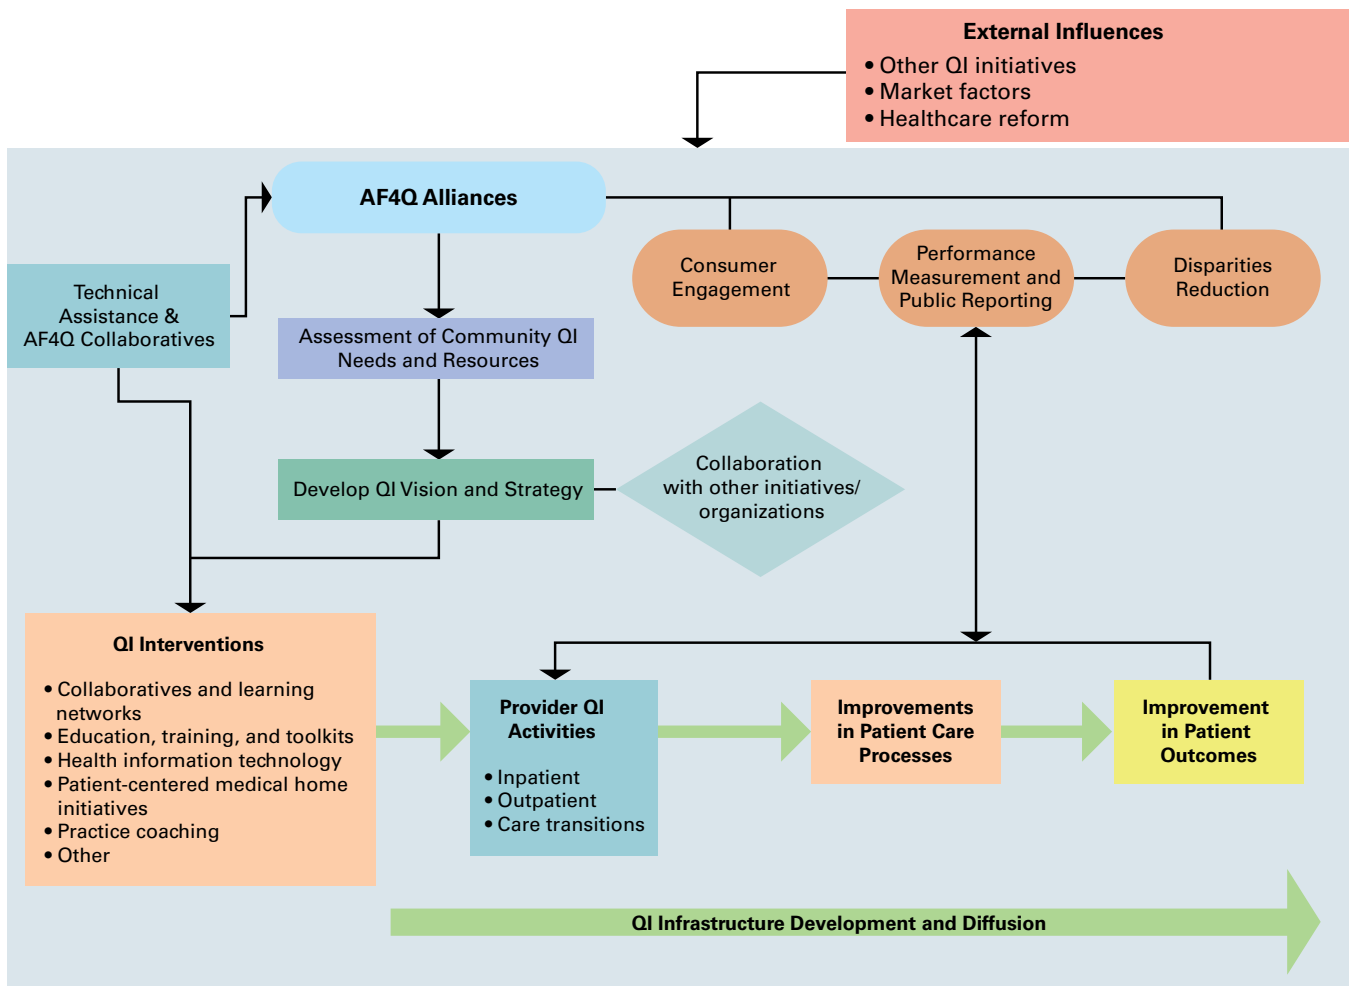 External Influences
• Other QI initiatives
• Market factors
• Healthcare reform
AF4Q Alliances
Consumer
Engagement
Performance
Measurement and
Public Reporting
Disparities
Reduction
Technical
Assistance &
AF4Q Collaboratives
Assessment of Community QI
Needs and Resources
Develop QI Vision and Strategy
Collaboration
with other initiatives/
organizations
QI Interventions
• Collaboratives and learning
networks
• Education, training, and toolkits
• Health information technology
• Patient-centered medical home
initiatives
• Practice coaching
• Other
Provider QI
Activities
• Inpatient
• Outpatient
• Care transitions
Improvements
in Patient Care
Processes
Improvement
in Patient
Outcomes
QI Infrastructure Development and Diffusion